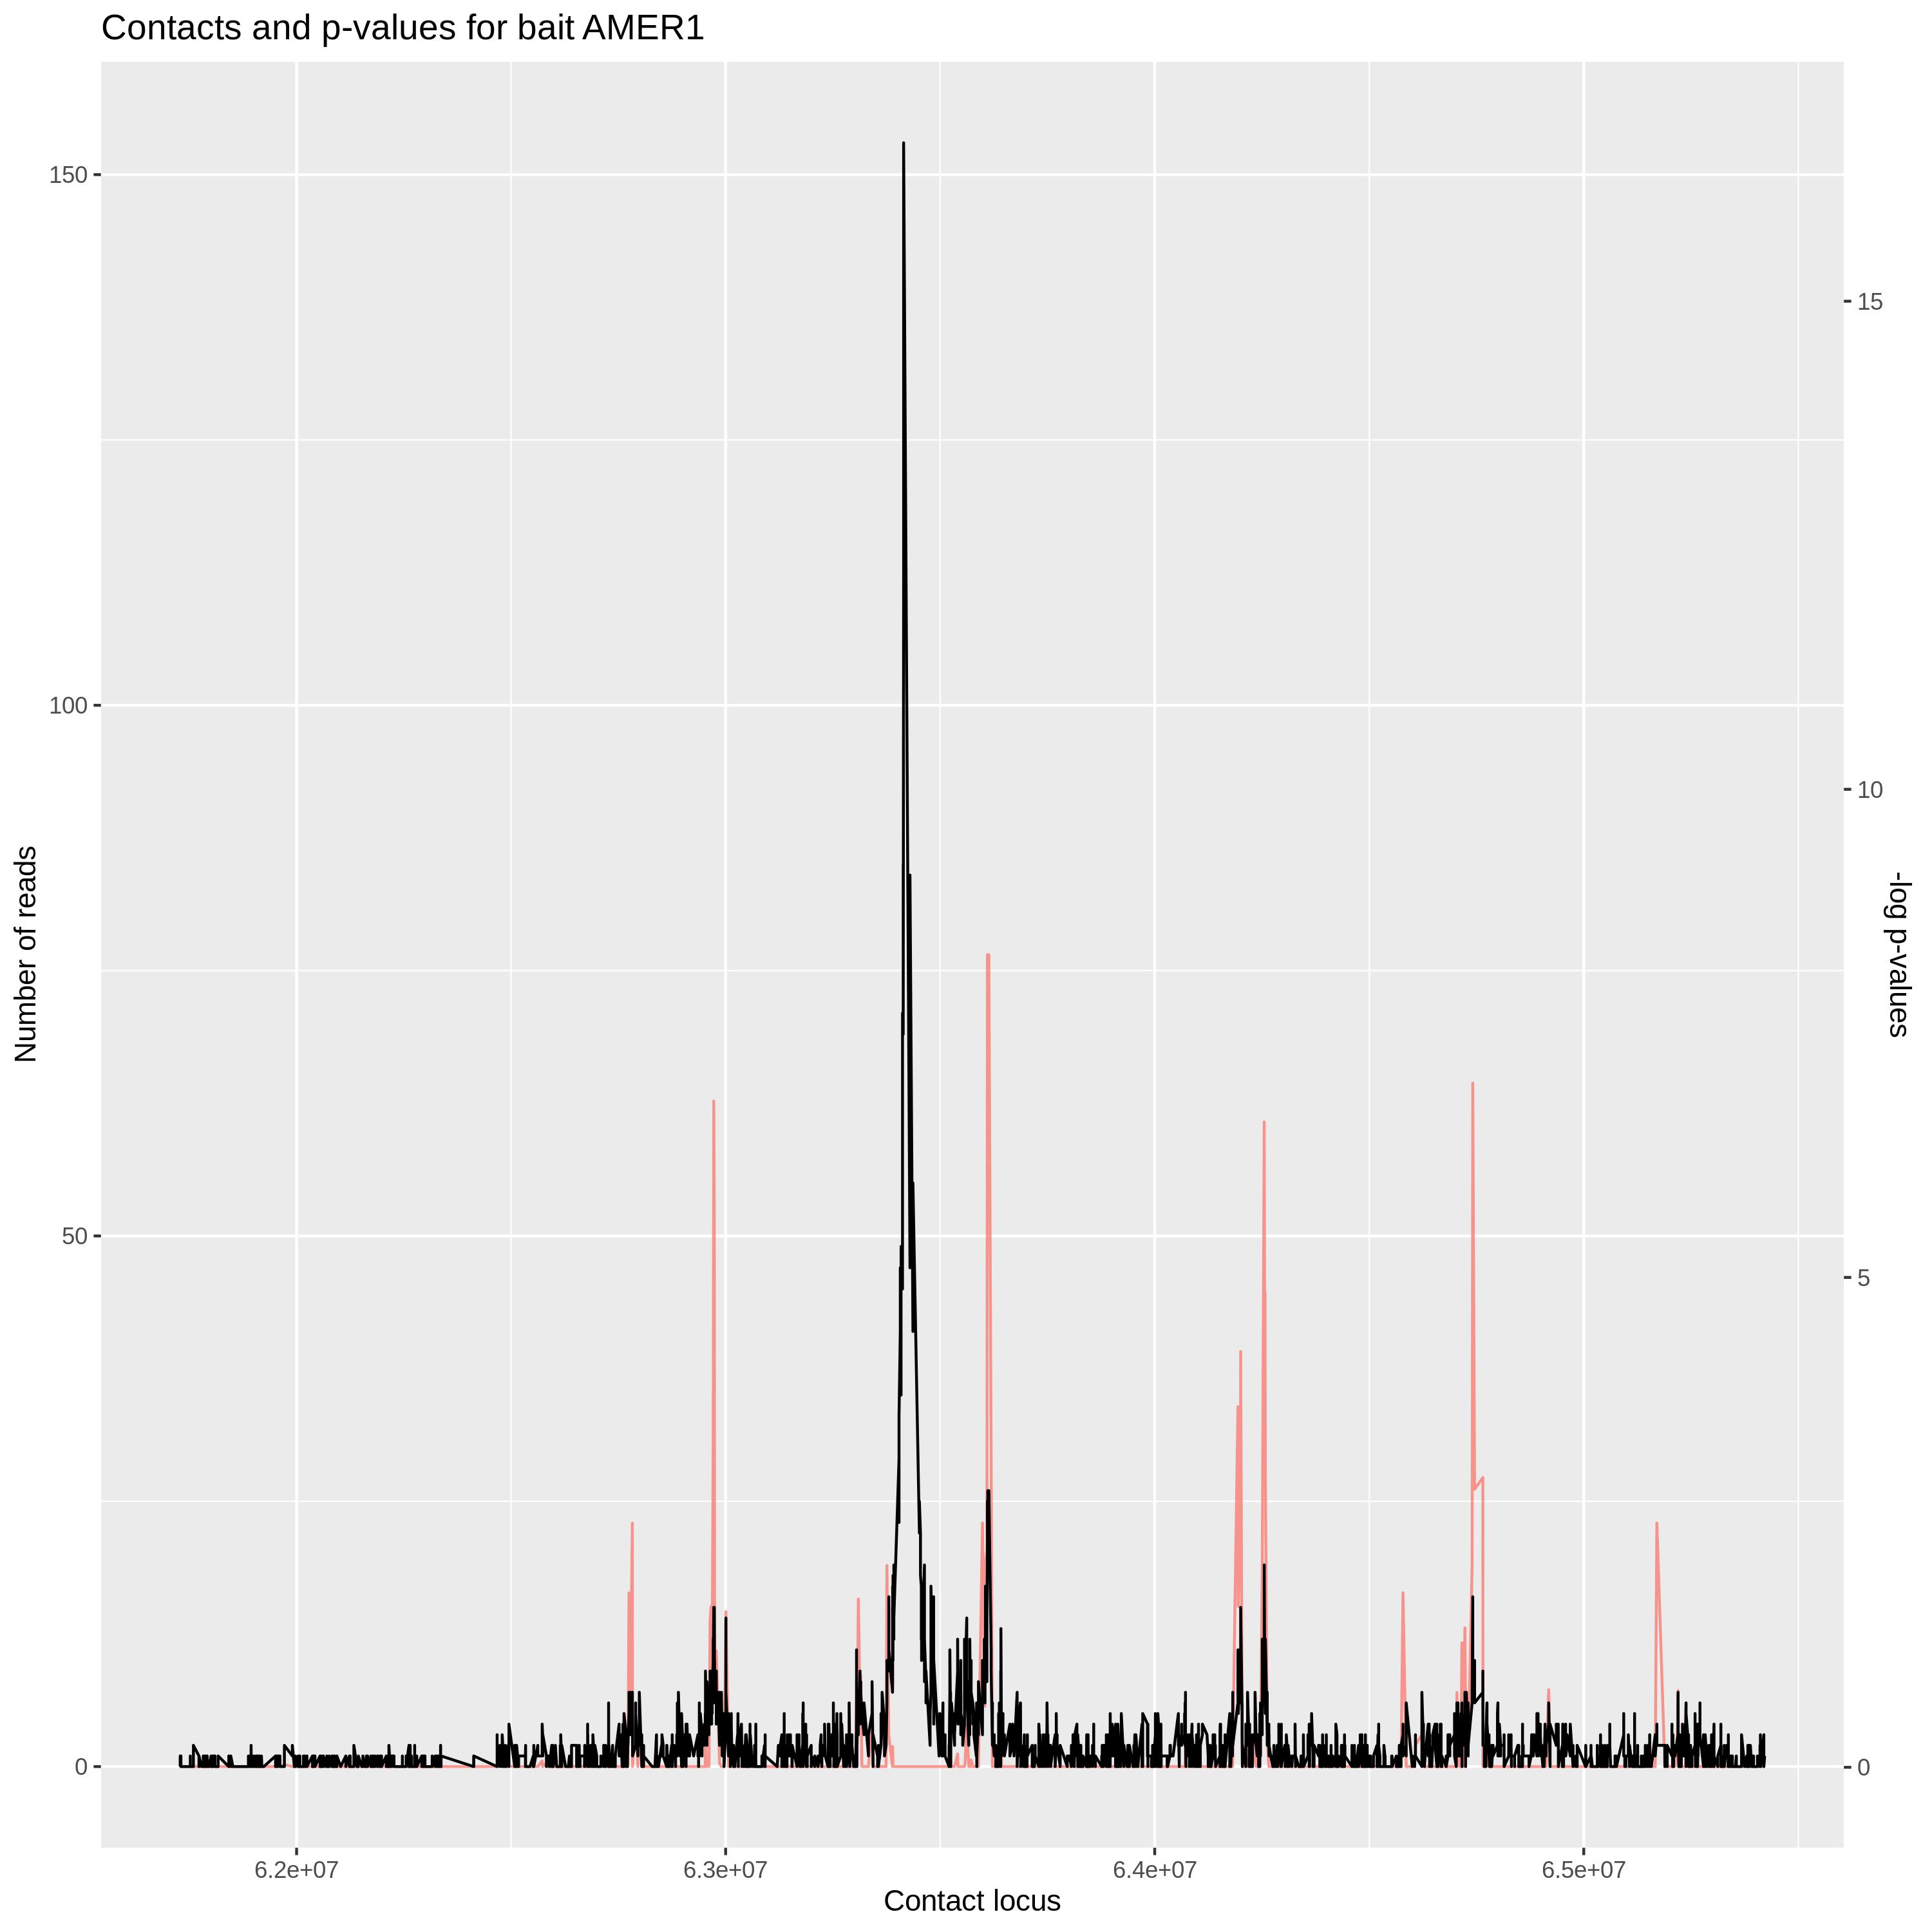 Contacts and p-values for bait AMER1
150
100
50
0
Number of reads
15
10
5
0
-log p-values
6.2e+07
6.3e+07
6.4e+07
6.5e+07
Contact locus